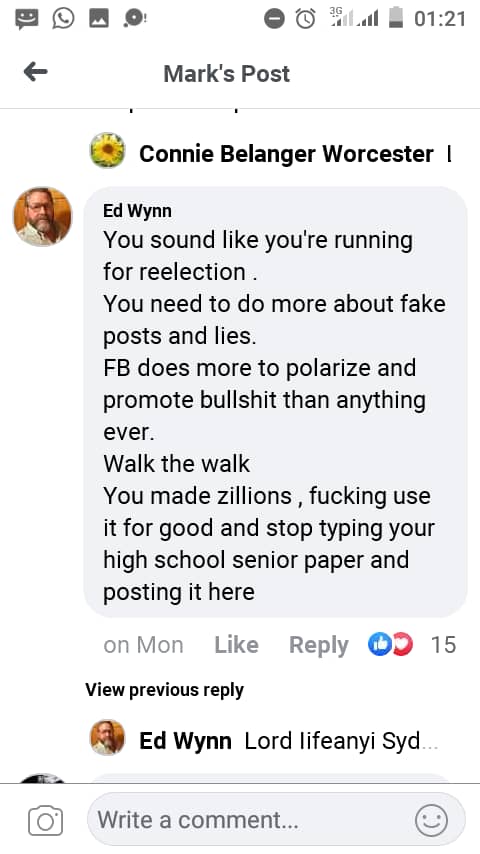 3G
01:21
Mark's Post
Connie Belanger Worcester
Ed Wynn
You sound like you're running
for reelection .
You need to do more about fake
posts and lies.
FB does more to polarize and
promote bullshit than anything
ever.
Walk the walk
You made zillions , fucking use
it for good and stop typing your
high school senior paper and
posting it here
on Mon Like Reply 15
View previous reply
Ed Wynn Lord Iifeanyi Syd...
Write a comment...